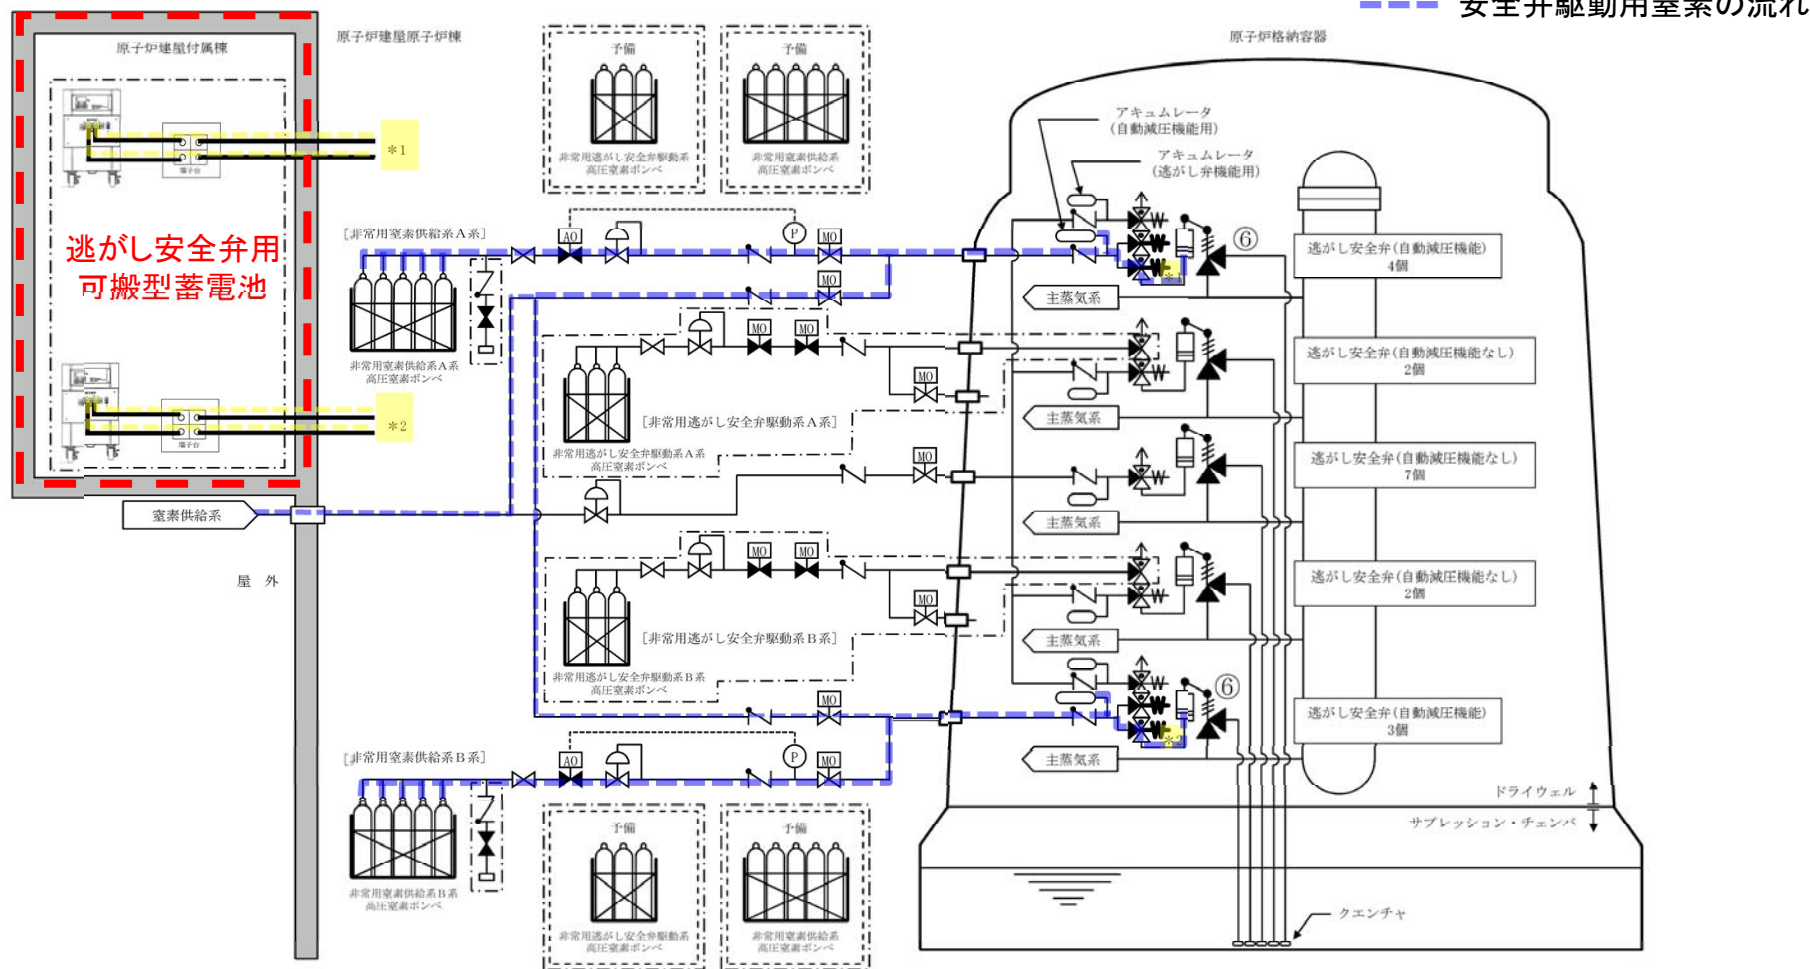 安全弁駆動用窒素の流れ
原子炉建屋付属棟
原子炉建屋原子炉棟
予備
予備
原子炉格納容器
非常用逃がし安全弁駆動系
高圧窒素ボンベ
非常用窒素供給系
高圧窒素ボンベ
アキュムレータ
(自動減圧機能用)
アキュムレータ
(逃がし弁機能用)
*1
端子台
逃がし安全弁用
可搬型蓄電池
[非常用窒素供給系A系]
AO
P
MO
MO
⑥
逃がし安全弁(自動減圧機能)
4個
主蒸気系
非常用窒素供給系A系
高圧窒素ボンベ
MO
MO
MO
逃がし安全弁(自動減圧機能なし)
2個
主蒸気系
*2
端子台
[非常用逃がし安全弁駆動系A系]
非常用逃がし安全弁駆動系A系
高圧窒素ボンベ
MO
逃がし安全弁(自動減圧機能なし)
7個
主蒸気系
窒素供給系
屋 外
MO
MO
MO
逃がし安全弁(自動減圧機能なし)
2個
主蒸気系
[非常用逃がし安全弁駆動系B系]
非常用逃がし安全弁駆動系B系
高圧窒素ボンベ
MO
⑥
逃がし安全弁(自動減圧機能)
3個
*2
主蒸気系
[非常用窒素供給系B系]
AO
P
MO
ドライウェル
サプレッション・チェンバ
非常用窒素供給系B系
高圧窒素ボンベ
予備
予備
非常用逃がし安全弁駆動系
高圧窒素ボンベ
非常用窒素供給系
高圧窒素ボンベ
クエンチャ